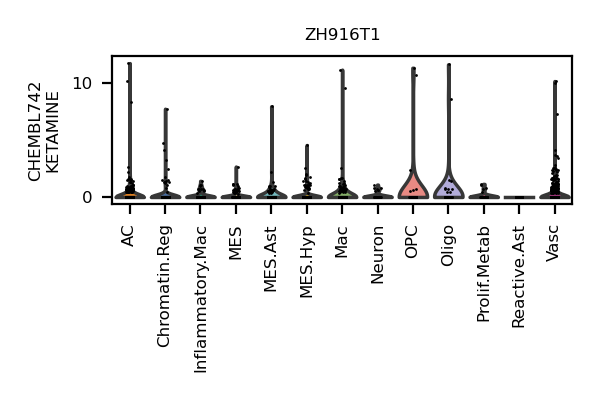 ZH916T1
CHEMBL742
KETAMINE
10
0
AC
Chromatin.Reg
Inflammatory.Mac
MES
MES.Ast
MES.Hyp
Mac
Neuron
OPC
Oligo
Prolif.Metab
Reactive.Ast
Vasc